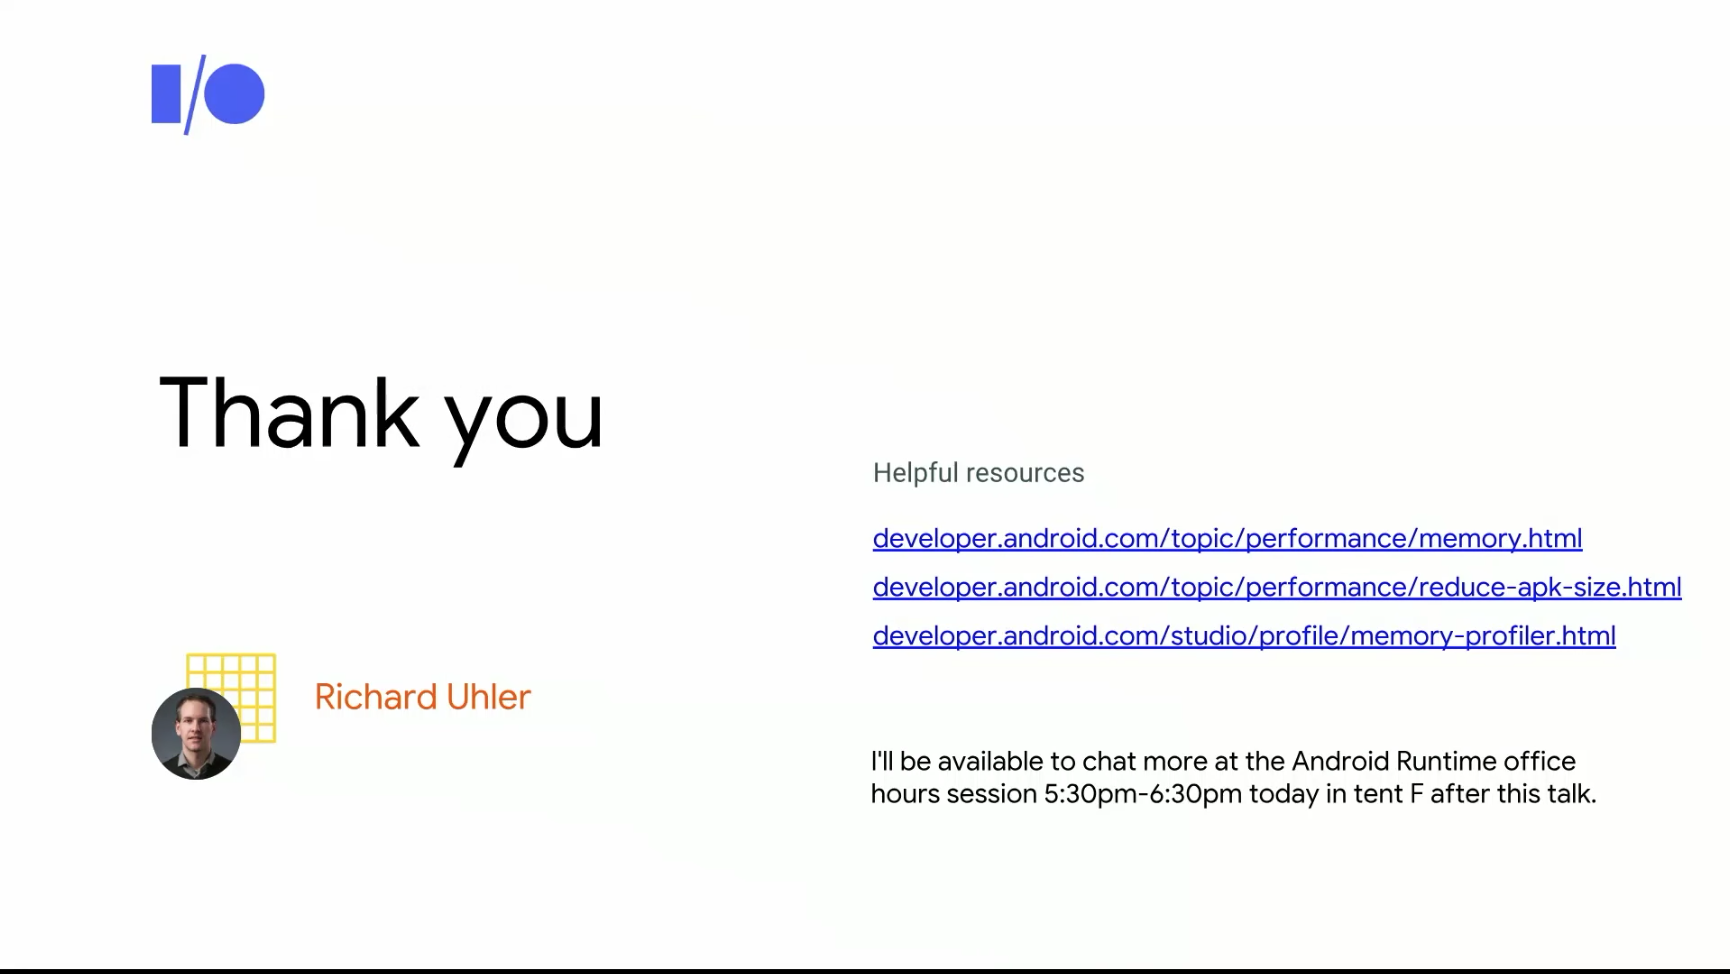 I/O
Thank you
Richard Uhler
Helpful resources
developer.android.com/topic/performance/memory.html
developer.android.com/topic/performance/reduce-apk-size.html
developer.android.com/studio/profile/memory-profiler.html
I'll be available to chat more at the Android Runtime office
hours session 5:30pm-6:30pm today in tent F after this talk.